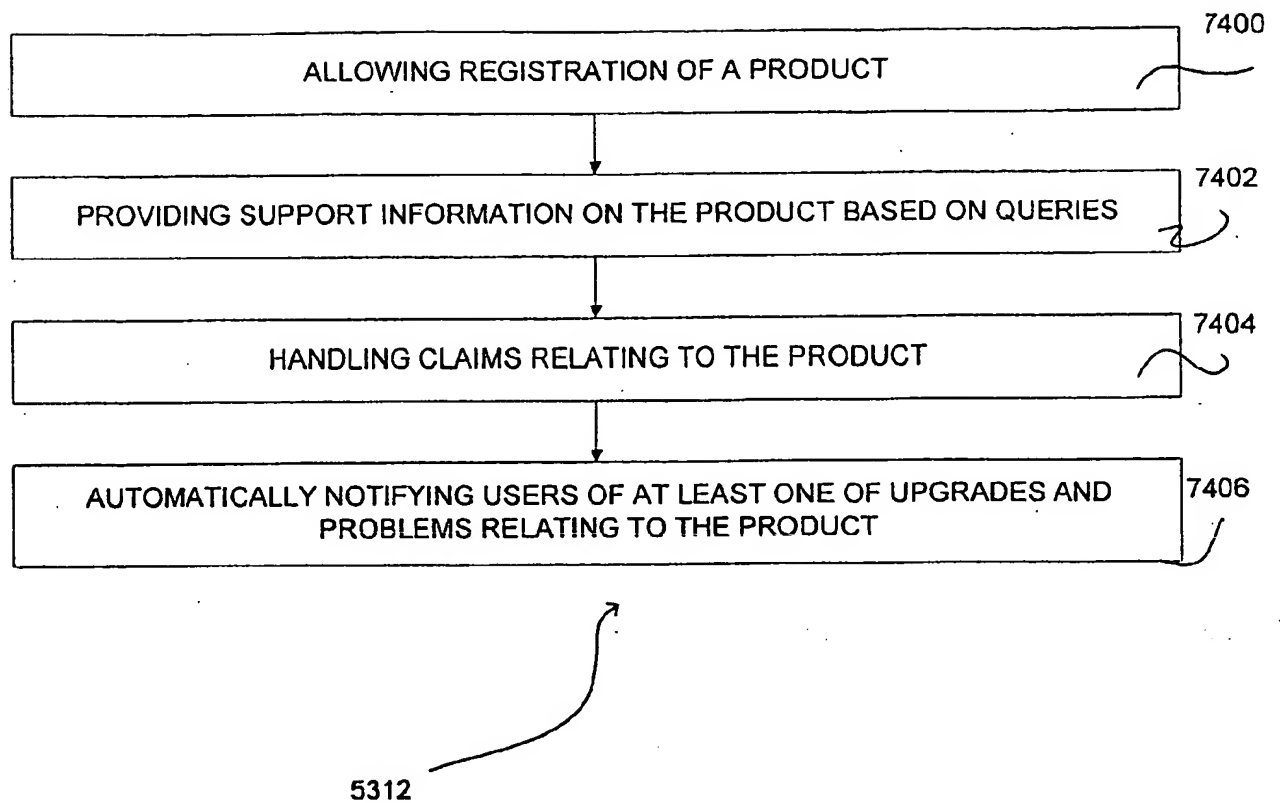 7400
ALLOWING REGISTRATION OF A PRODUCT
7402
PROVIDING SUPPORT INFORMATION ON THE PRODUCT BASED ON QUERIES
7404
HANDLING CLAIMS RELATING TO THE PRODUCT
7406
AUTOMATICALLY NOTIFYING USERS OF AT LEAST ONE OF UPGRADES AND
PROBLEMS RELATING TO THE PRODUCT
5312